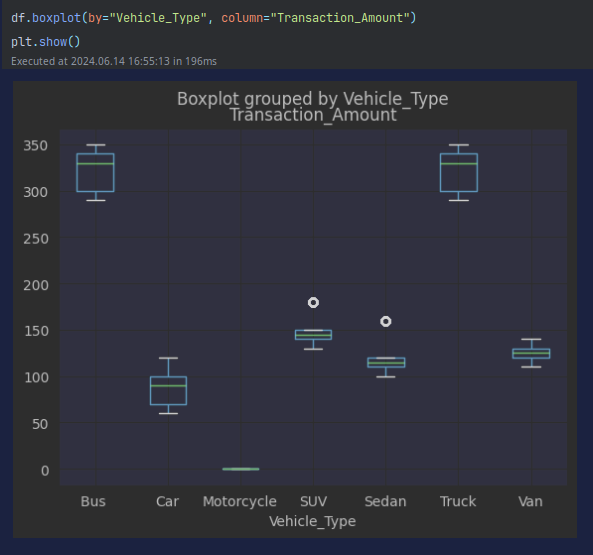 df.boxplot(by="Vehicle_Type", column="Transaction_Amount")
plt.show()
Executed at 2024.06.14 16:55:13 in 196ms
Boxplot grouped by Vehicle_Type
Transaction_Amount
350
300
250
200
150
100
50
0
Bus Car Motorcycle SUV Sedan Truck Van
Vehicle_Type